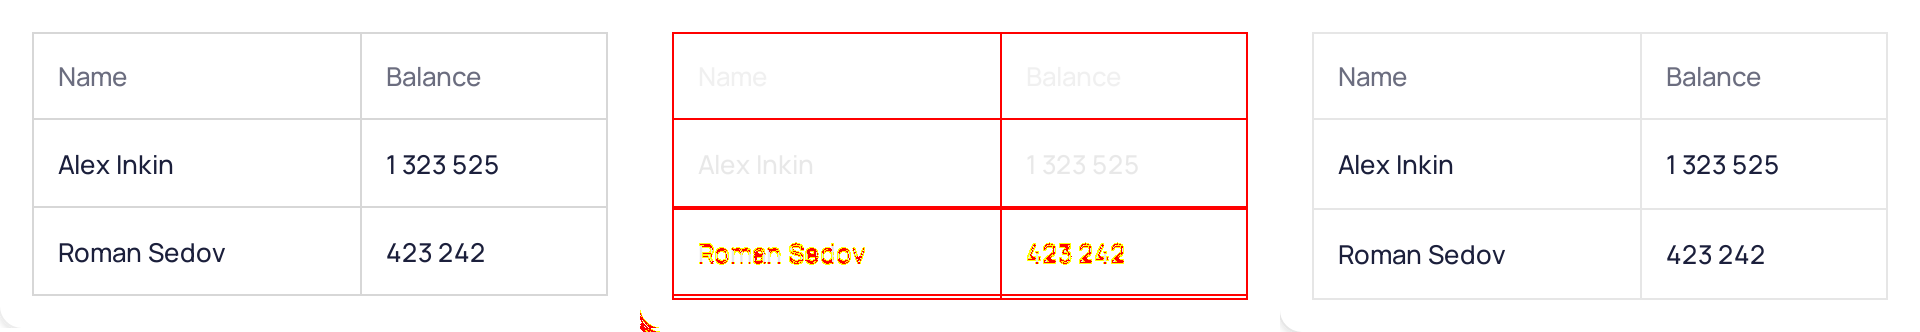 Name Balance Name Balance Name Balance
Alex Inkin 1 323 525 Alex Inkin 1 323 525 Alex Inkin 1 323 525
Roman Sedov 423 242 Roman Sedov 423 242 Roman Sedov 423 242